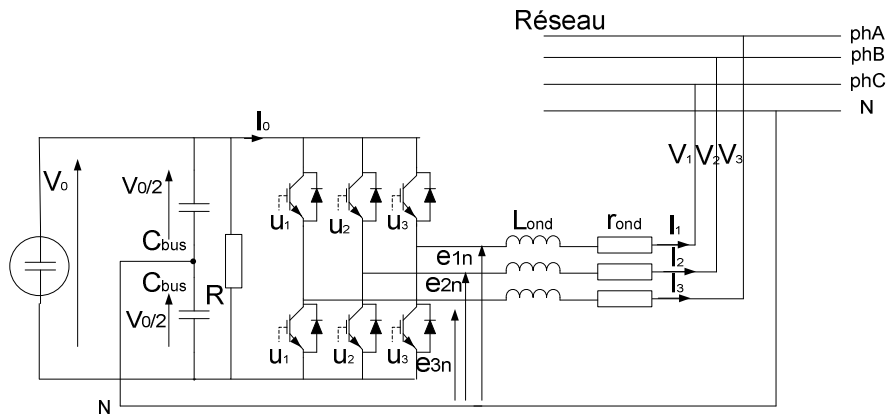 Réseau
phA
phB
phC
N
I0
V0
V0/2
V1 V2 V3
u1 u2 u3
Lond rond
I1
Cbus
e1n
I2
Cbus
R
e2n
I3
V0/2
u1 u2 u3
e3n
N